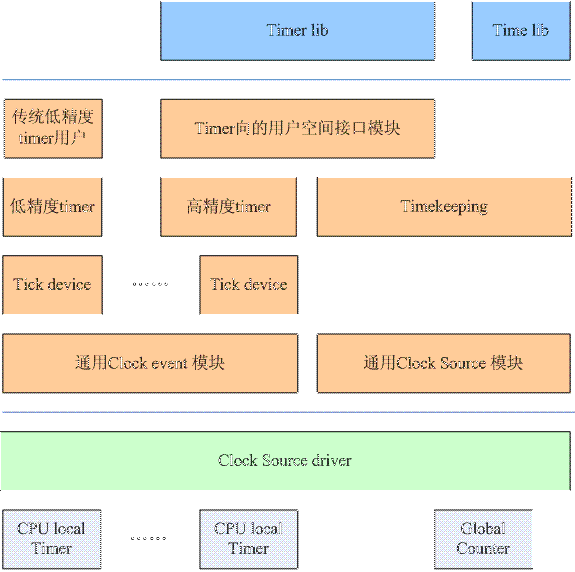 Timer lib
Time lib
传统低精度
timer用户
Timer向的用户空间接口模块
低精度timer
高精度timer
Timekeeping
Tick device
……
Tick device
通用Clock event 模块
通用Clock Source 模块
Clock Source driver
CPU local
Timer
……
CPU local
Timer
Global
Counter